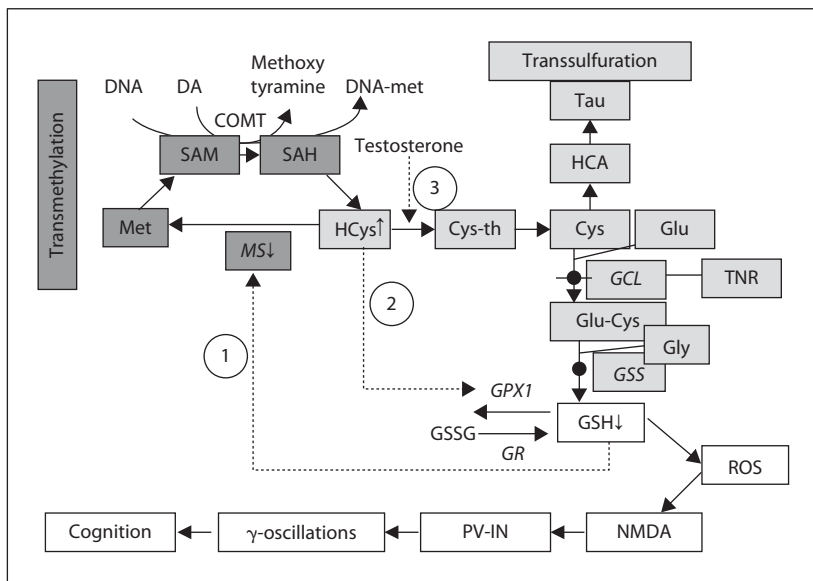 Transmethylation
DNA
DA
Methoxy
tyramine
DNA-met
COMT
SAM
SAH
Testosterone
Transsulfuration
Tau
HCA
3
Met
HCys↑
Cys-th
Cys
Glu
MS↓
GCL
TNR
2
Glu-Cys
1
Gly
GSS
GPX1
GSH↓
GSSG
GR
ROS
Cognition
γ-oscillations
PV-IN
NMDA